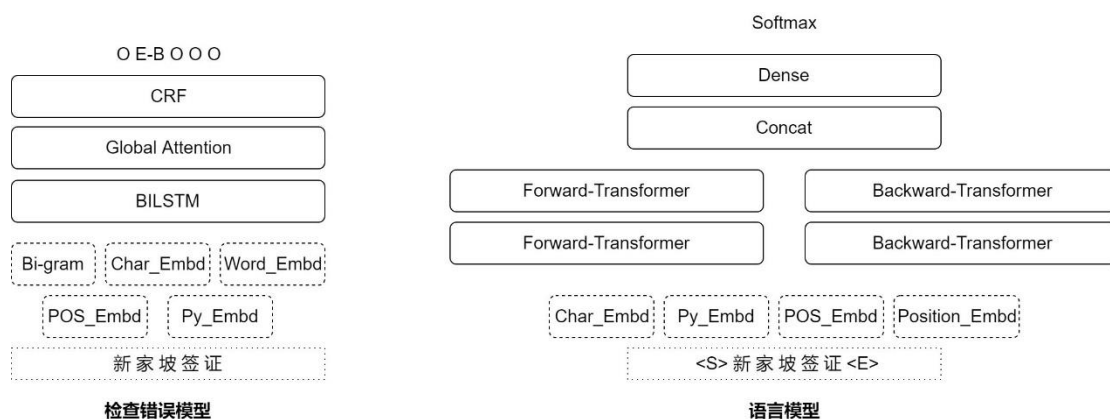 O E-B O O O
CRF
Global Attention
BILSTM
Bi-gram Char_Embd Word_Embd
POS_Embd Py_Embd
新 家 坡 签 证
检查错误模型
Softmax
Dense
Concat
Forward-Transformer Backward-Transformer
Forward-Transformer Backward-Transformer
Char_Embd Py_Embd POS_Embd Position_Embd
<S> 新 家 坡 签 证 <E>
语言模型